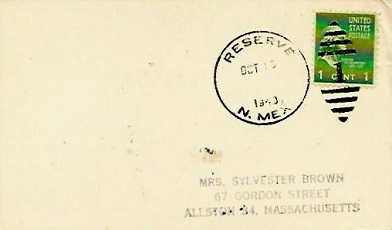 RESERVE
OCT
N. MEX
UNITED
STATES
POSTAGE
1 CENT 1
MRS. SYLVESTER BROWN
67 GORDON STREET
ALLSTON 34, MASSACHUSETTS